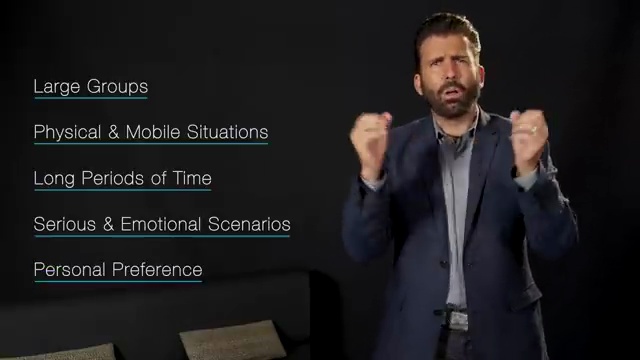 Large Groups
Physical & Mobile Situations
Long Periods of Time
Serious & Emotional Scenarios
Personal Preference